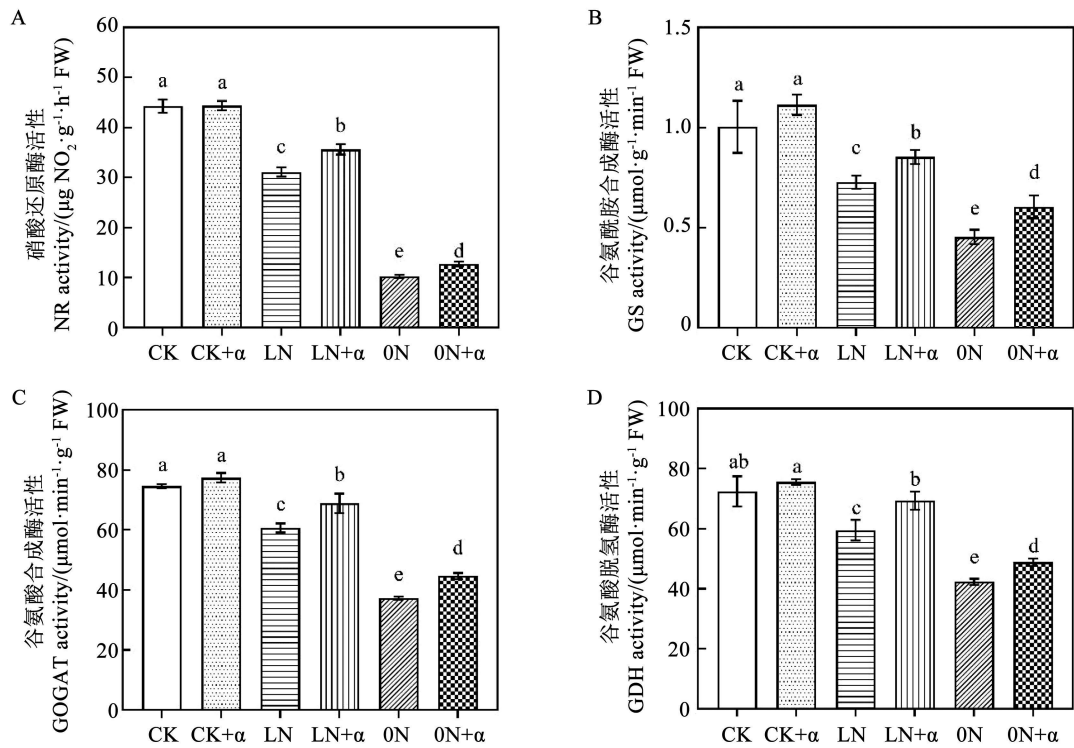 A
硝酸还原酶活性
NR activity/(μg NO₂·g⁻¹·h⁻¹ FW)
60
50
40
30
20
10
0
a
a
c
b
e
d
CK
CK+α
LN
LN+α
0N
0N+α
B
谷氨酰胺合成酶活性
GS activity/(μmol·g⁻¹·min⁻¹ FW)
1.5
1.0
0.5
0
a
a
c
b
e
d
CK
CK+α
LN
LN+α
0N
0N+α
C
谷氨酸合成酶活性
GOGAT activity/(μmol·min⁻¹·g⁻¹ FW)
100
80
60
40
20
0
a
a
c
b
e
d
CK
CK+α
LN
LN+α
0N
0N+α
D
谷氨酸脱氢酶活性
GDH activity/(μmol·min⁻¹·g⁻¹ FW)
100
80
60
40
20
0
ab
a
c
b
e
d
CK
CK+α
LN
LN+α
0N
0N+α